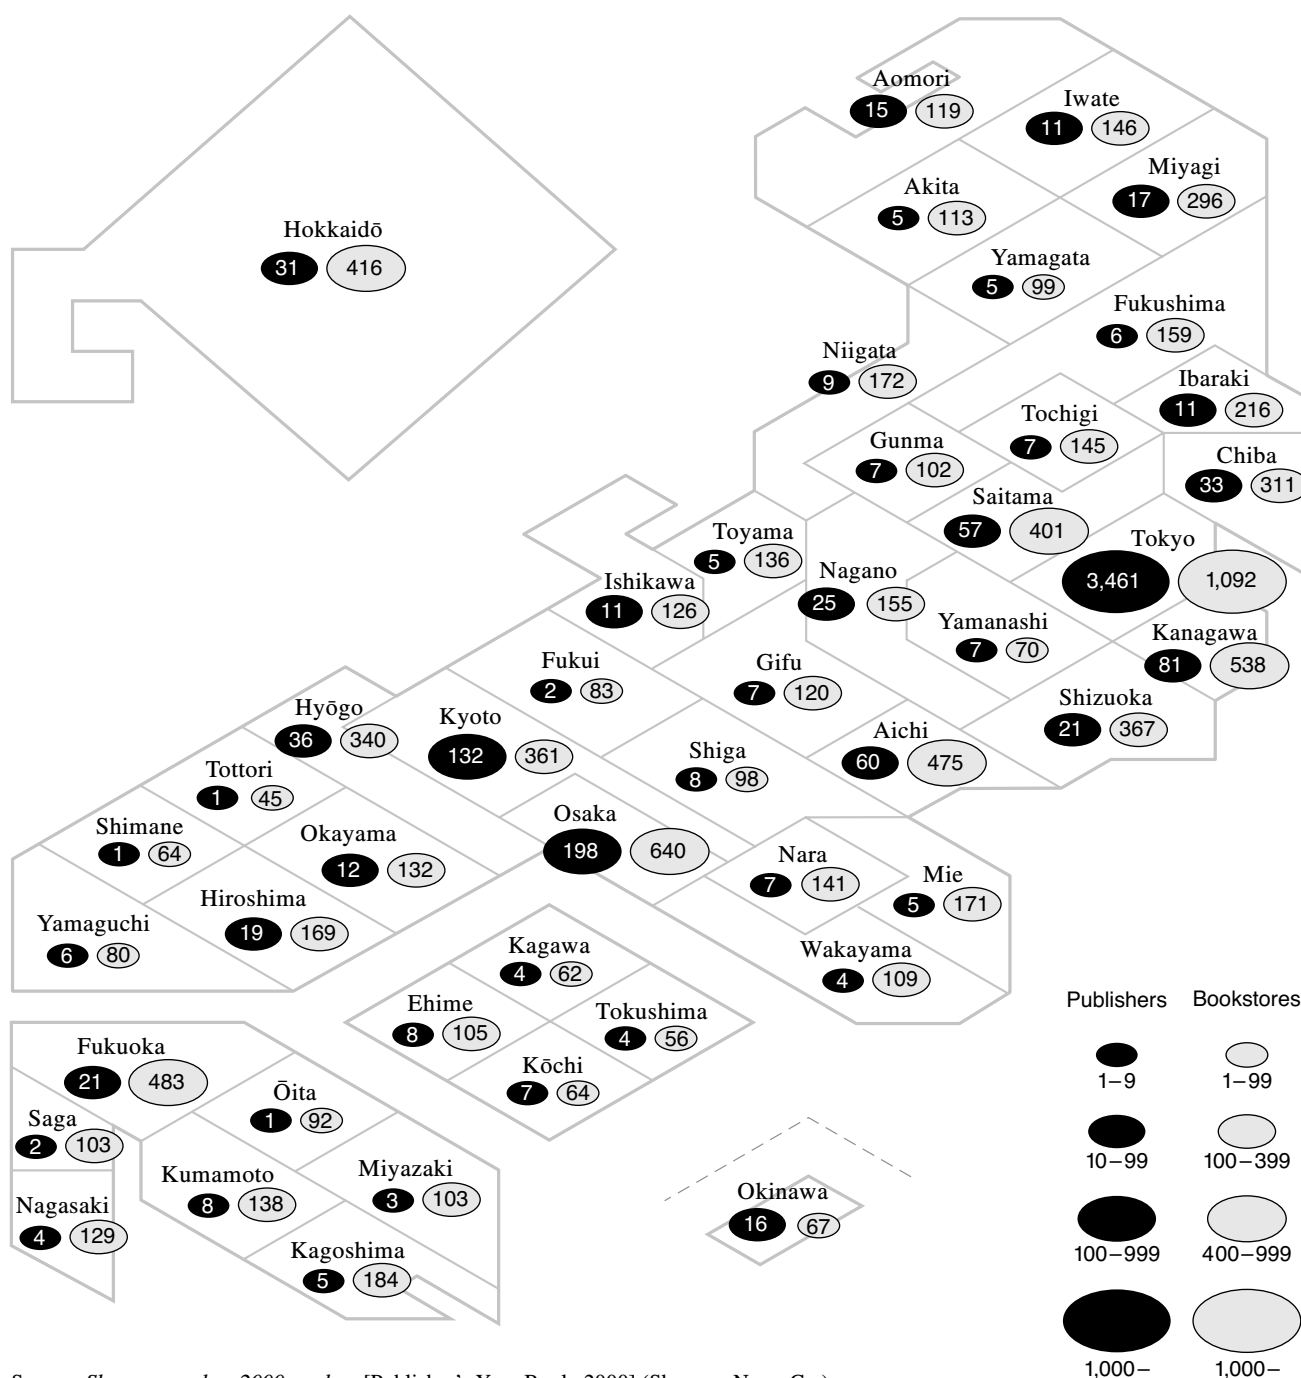 Aomori
15 119
Iwate
11 146
Miyagi
17 296
Akita
5 113
Hokkaidō
31 416
Yamagata
5 99
Fukushima
6 159
Niigata
9 172
Ibaraki
11 216
Tochigi
7 145
Gunma
7 102
Chiba
33 311
Saitama
57 401
Tokyo
3,461 1,092
Toyama
5 136
Nagano
25 155
Ishikawa
11 126
Yamanashi
7 70
Kanagawa
81 538
Fukui
2 83
Gifu
7 120
Shizuoka
21 367
Hyōgo
36 340
Kyoto
132 361
Aichi
60 475
Shiga
8 98
Tottori
1 45
Osaka
198 640
Shimane
1 64
Okayama
12 132
Nara
7 141
Mie
5 171
Hiroshima
19 169
Yamaguchi
6 80
Kagawa
4 62
Wakayama
4 109
Ehime
8 105
Tokushima
4 56
Kōchi
7 64
Fukuoka
21 483
Ōita
1 92
Saga
2 103
Kumamoto
8 138
Miyazaki
3 103
Nagasaki
4 129
Kagoshima
5 184
Okinawa
16 67
Publishers Bookstores
1–9 1–99
10–99 100–399
100–999 400–999
1,000– 1,000–